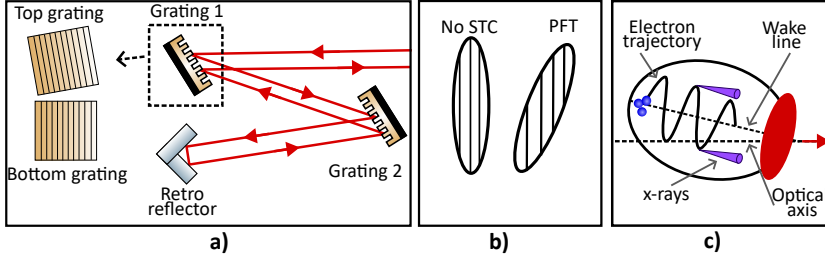 Top grating
Grating 1
Bottom grating
Retro
reflector
Grating 2
a)
No STC
PFT
b)
Electron
trajectory
Wake
line
x-rays
Optical
axis
c)